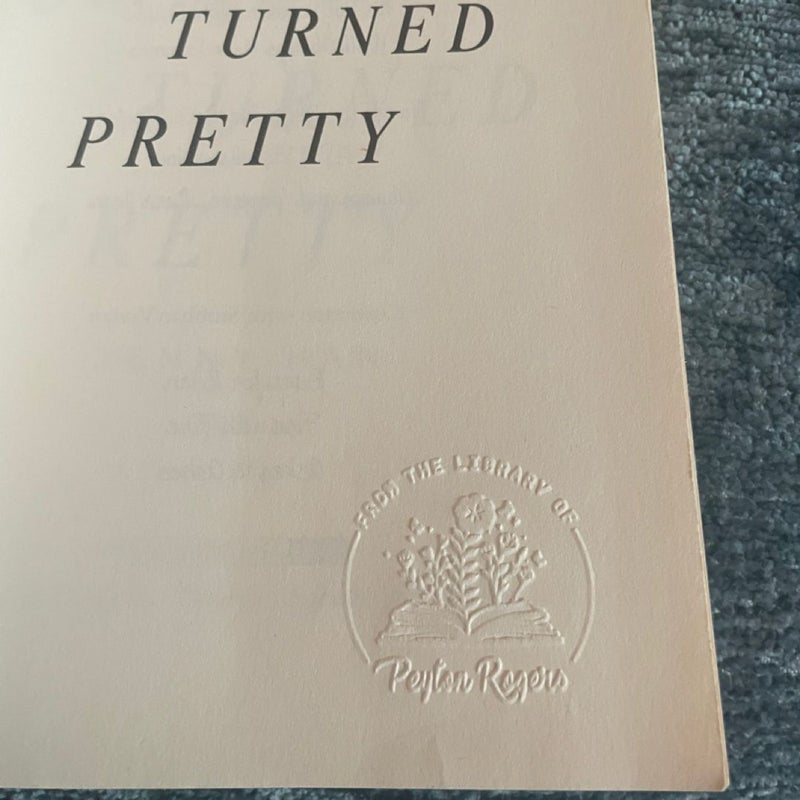 TURNED
PRETTY
FROM THE LIBRARY OF
Peyton Rogers